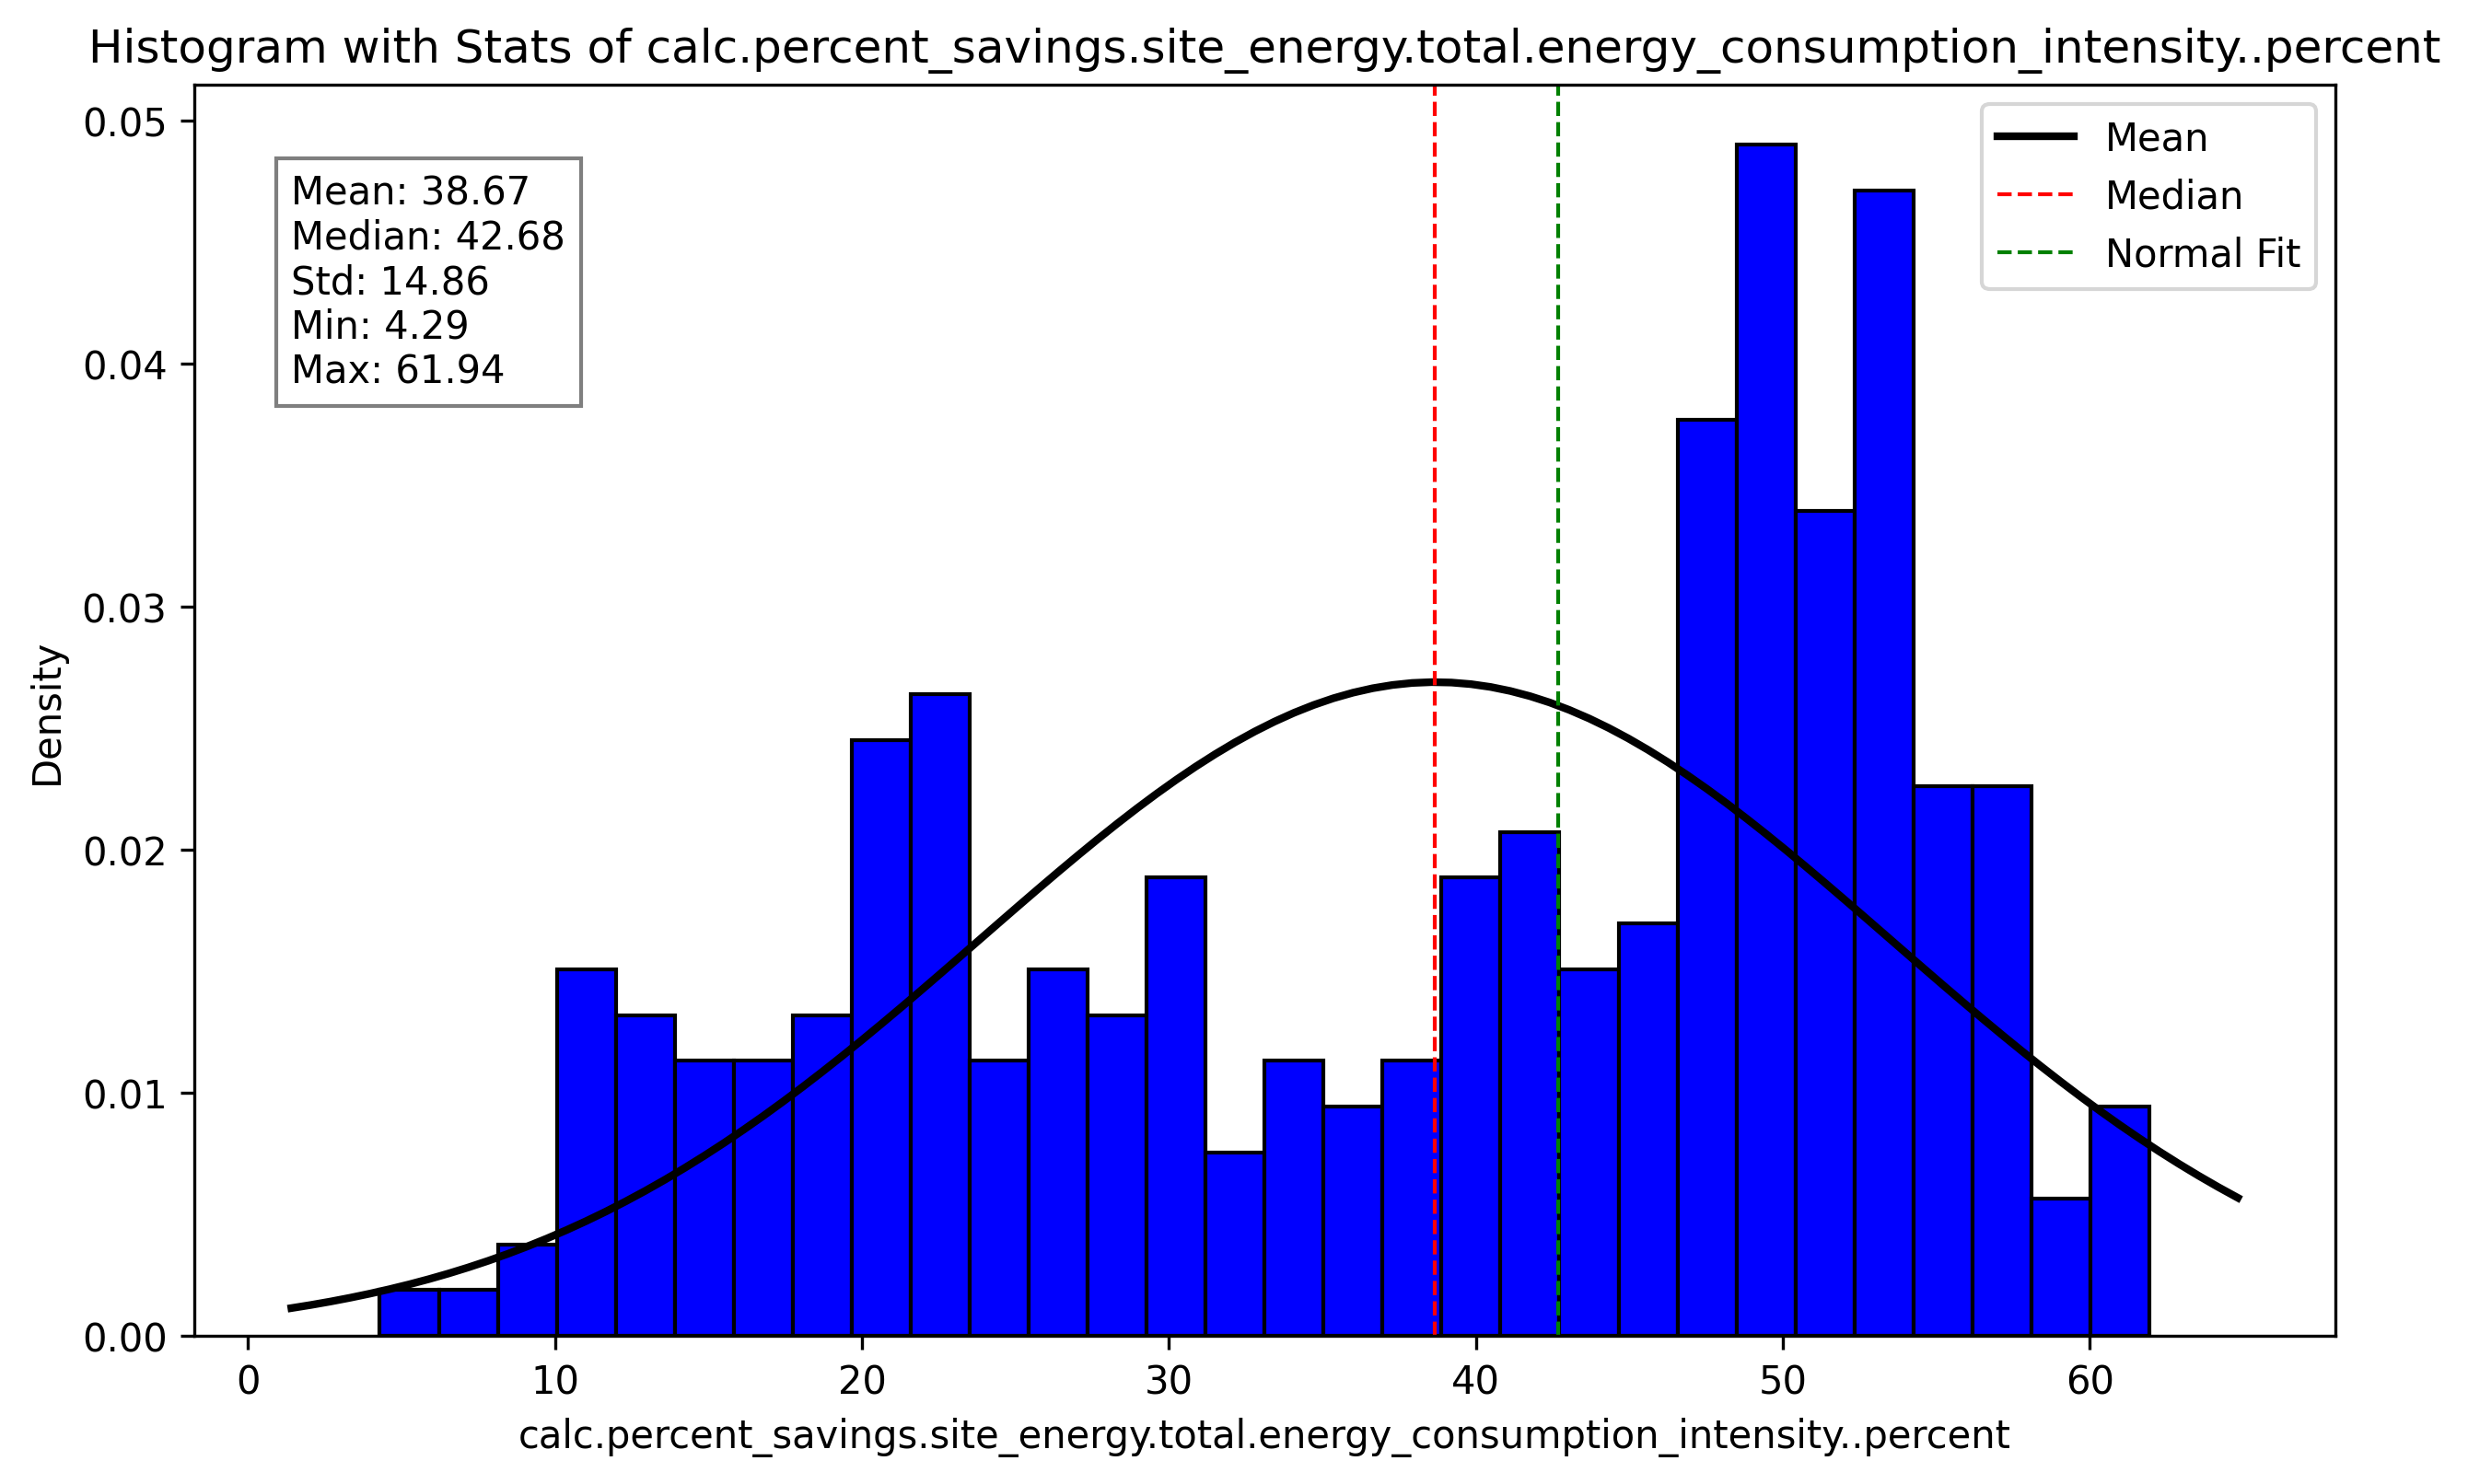 Histogram with Stats of calc.percent_savings.site_energy.total.energy_consumption_intensity..percent
0.05
0.04
0.03
0.02
0.01
0.00
Density
Mean: 38.67
Median: 42.68
Std: 14.86
Min: 4.29
Max: 61.94
Mean
Median
Normal Fit
0 10 20 30 40 50 60
calc.percent_savings.site_energy.total.energy_consumption_intensity..percent